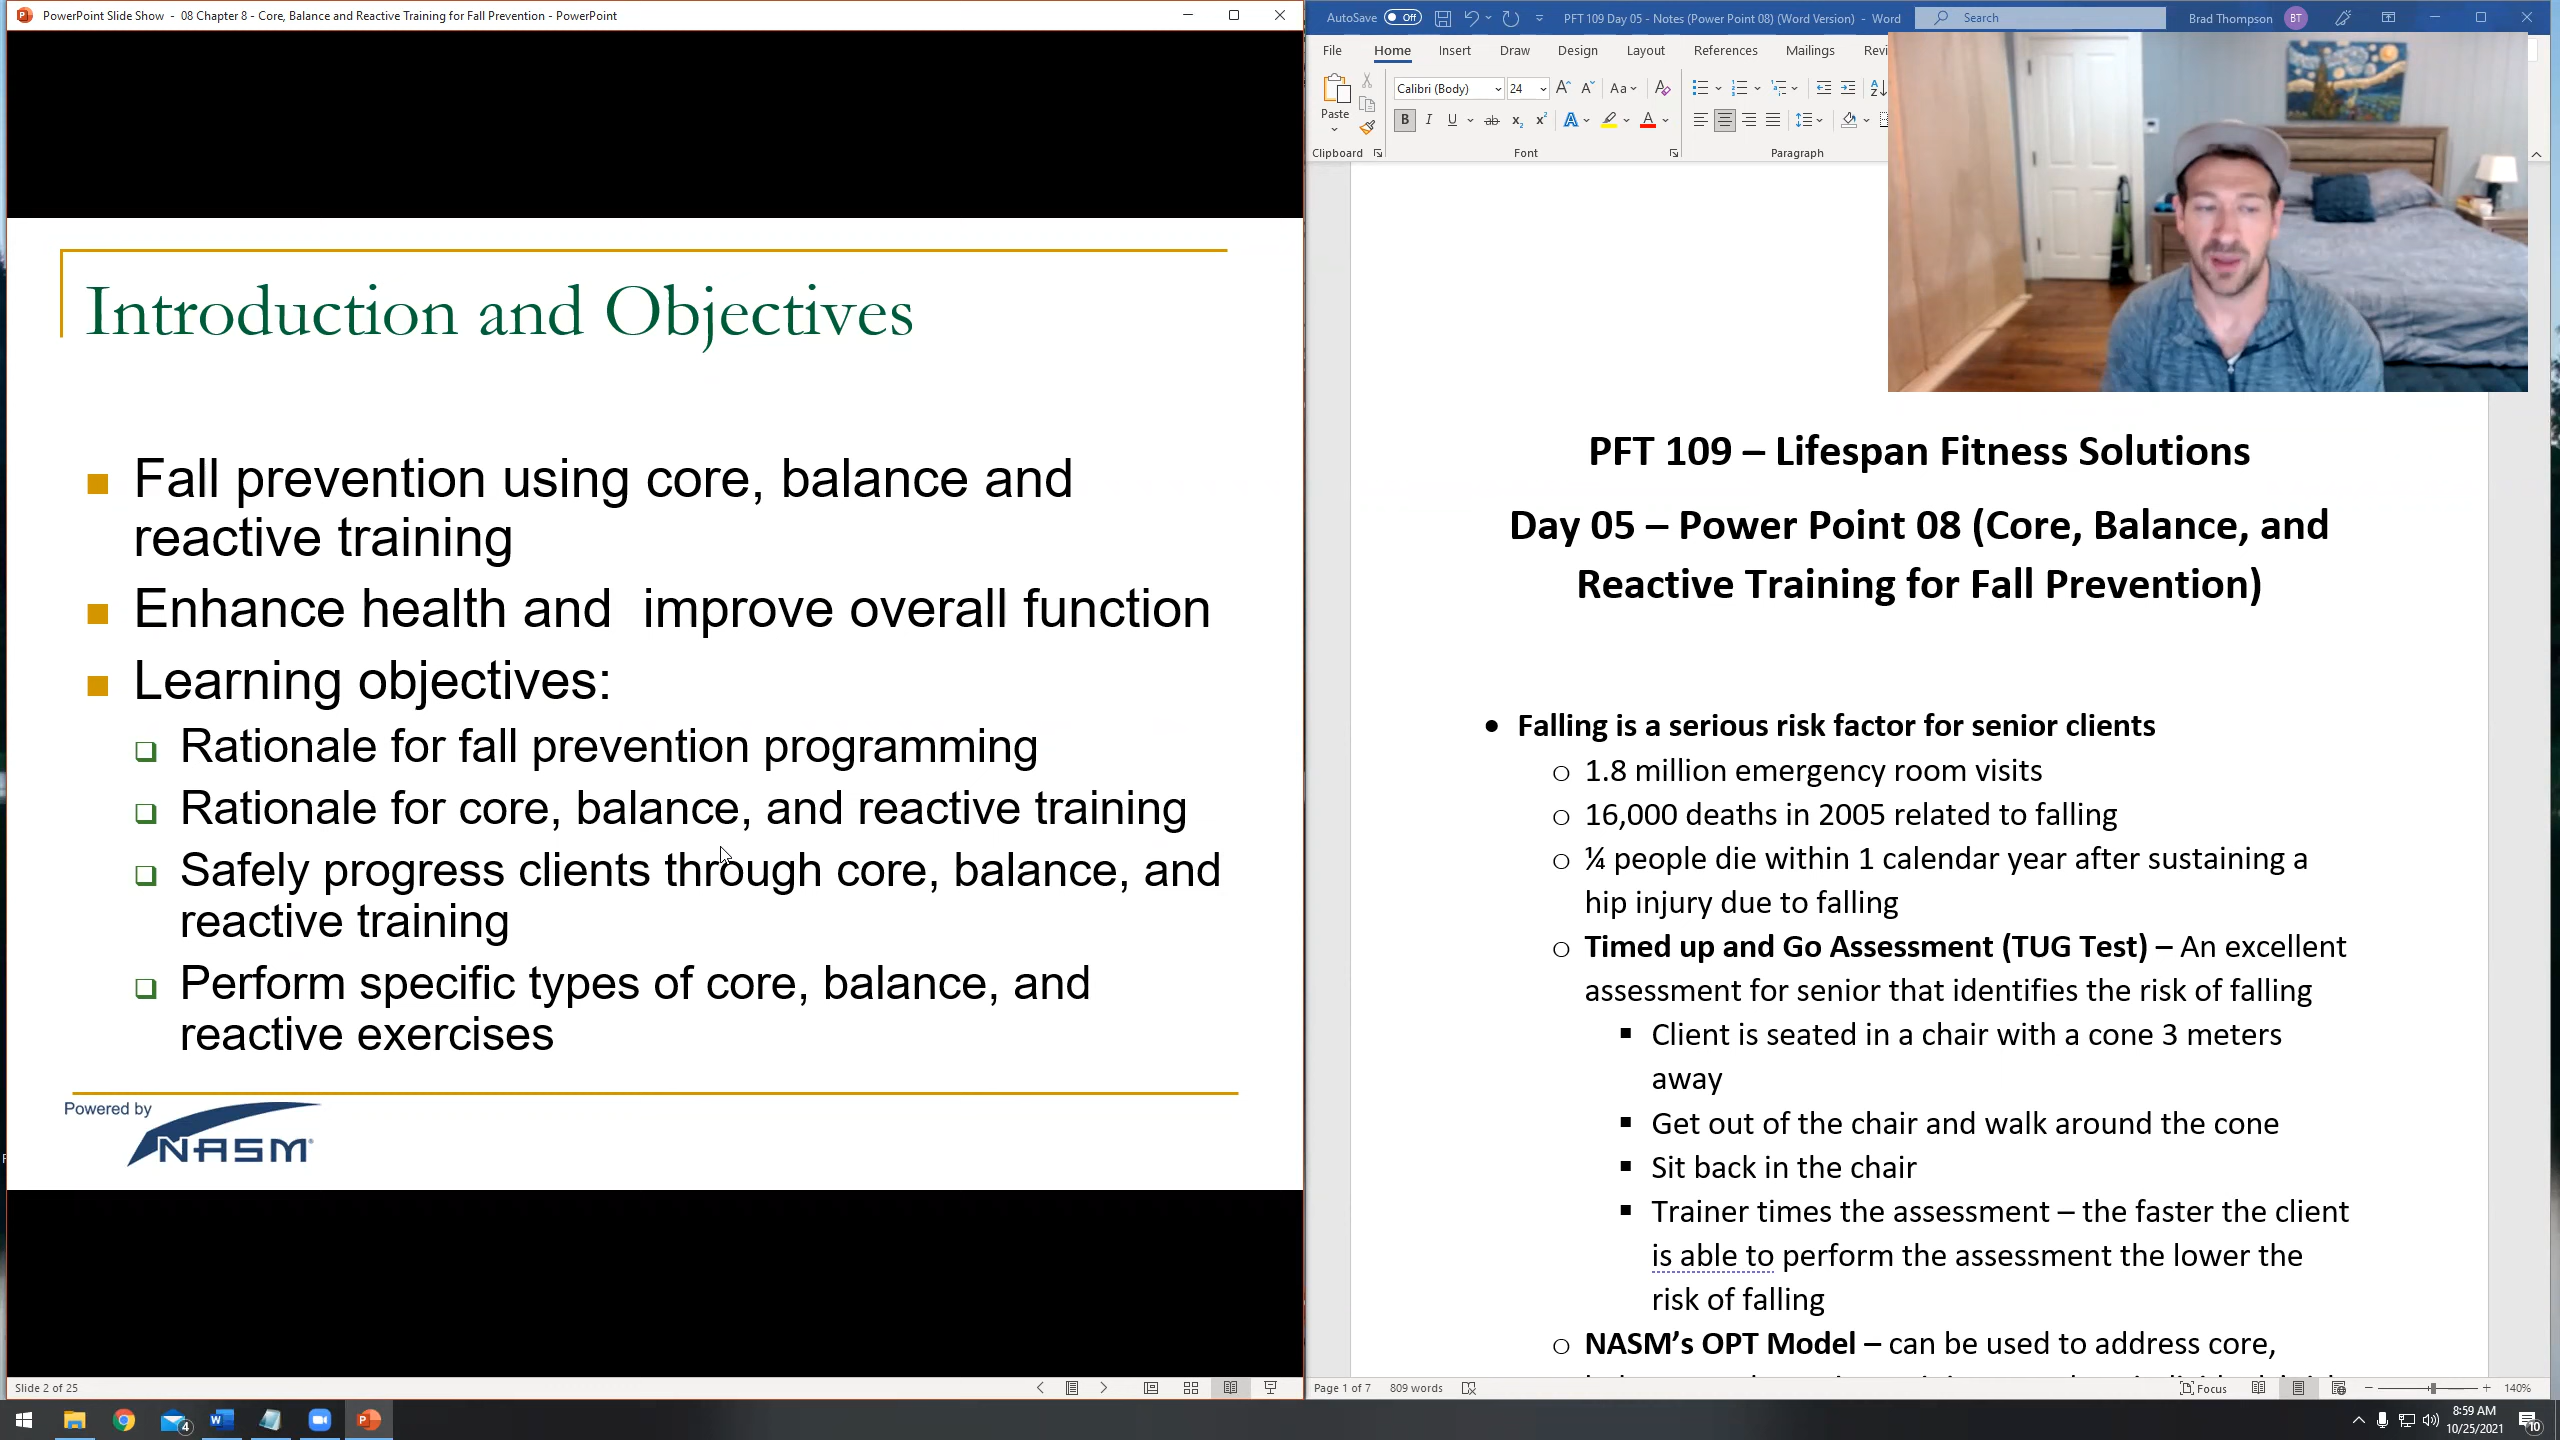 PowerPoint Slide Show - 08 Chapter 8 - Core, Balance and Reactive Training for Fall Prevention - PowerPoint
Introduction and Objectives
Fall prevention using core, balance and
reactive training
Enhance health and improve overall function
Learning objectives:
Rationale for fall prevention programming
Rationale for core, balance, and reactive training
Safely progress clients through core, balance, and
reactive training
Perform specific types of core, balance, and
reactive exercises
Powered by
NASM
Slide 2 of 25
AutoSave Off
PFT 109 Day 05 - Notes (Power Point 08) (Word Version) - Word
Search
Brad Thompson BT
File Home Insert Draw Design Layout References Mailings
Paste
Calibri (Body) 24
Clipboard Font Paragraph
PFT 109 – Lifespan Fitness Solutions
Day 05 – Power Point 08 (Core, Balance, and
Reactive Training for Fall Prevention)
Falling is a serious risk factor for senior clients
1.8 million emergency room visits
16,000 deaths in 2005 related to falling
¼ people die within 1 calendar year after sustaining a
hip injury due to falling
Timed up and Go Assessment (TUG Test) – An excellent
assessment for senior that identifies the risk of falling
Client is seated in a chair with a cone 3 meters
away
Get out of the chair and walk around the cone
Sit back in the chair
Trainer times the assessment – the faster the client
is able to perform the assessment the lower the
risk of falling
NASM’s OPT Model – can be used to address core,
Page 1 of 7 809 words
Focus
140%
4
8:59 AM
10/25/2021
10